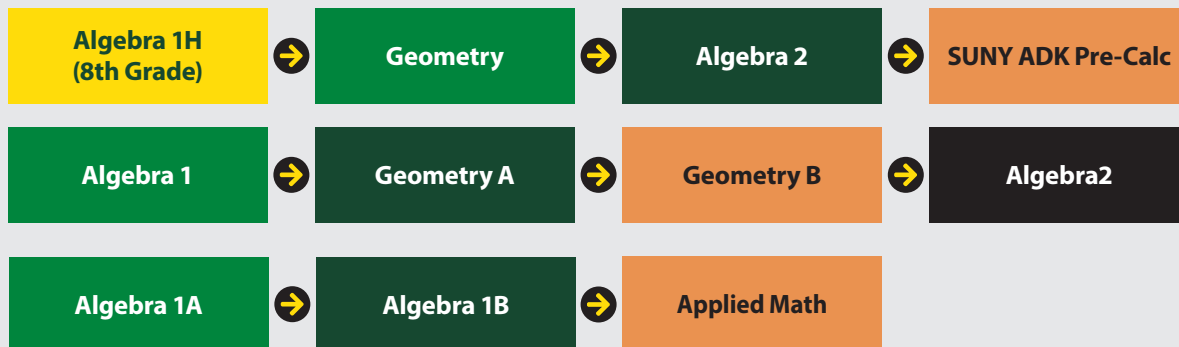 Algebra 1H
(8th Grade)
Geometry
Algebra 2
SUNY ADK Pre-Calc
Algebra 1
Geometry A
Geometry B
Algebra2
Algebra 1A
Algebra 1B
Applied Math